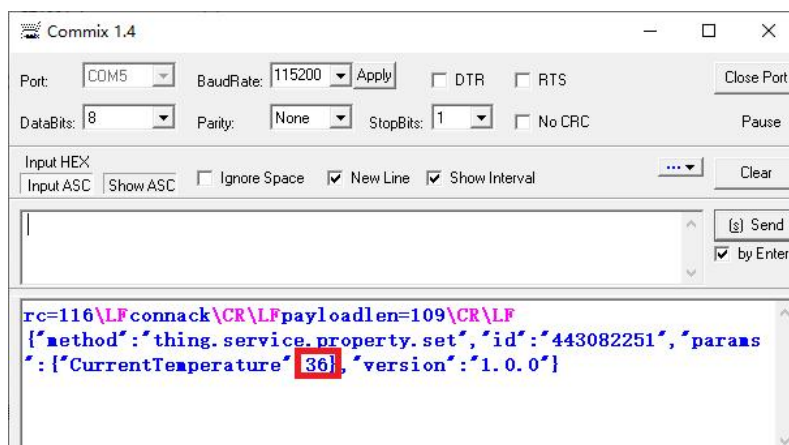 Commix 1.4
Port: COM5 BaudRate: 115200 Apply DTR RTS Close Port
DataBits: 8 Parity: None StopBits: 1 No CRC Pause
Input HEX
Input ASC Show ASC Ignore Space New Line Show Interval ... Clear
(s) Send
by Enter
rc=116\LFconnack\CR\LFpayloadlen=109\CR\LF
{"method":"thing.service.property.set","id":"443082251","params
":{"CurrentTemperature" 36},"version":"1.0.0"}